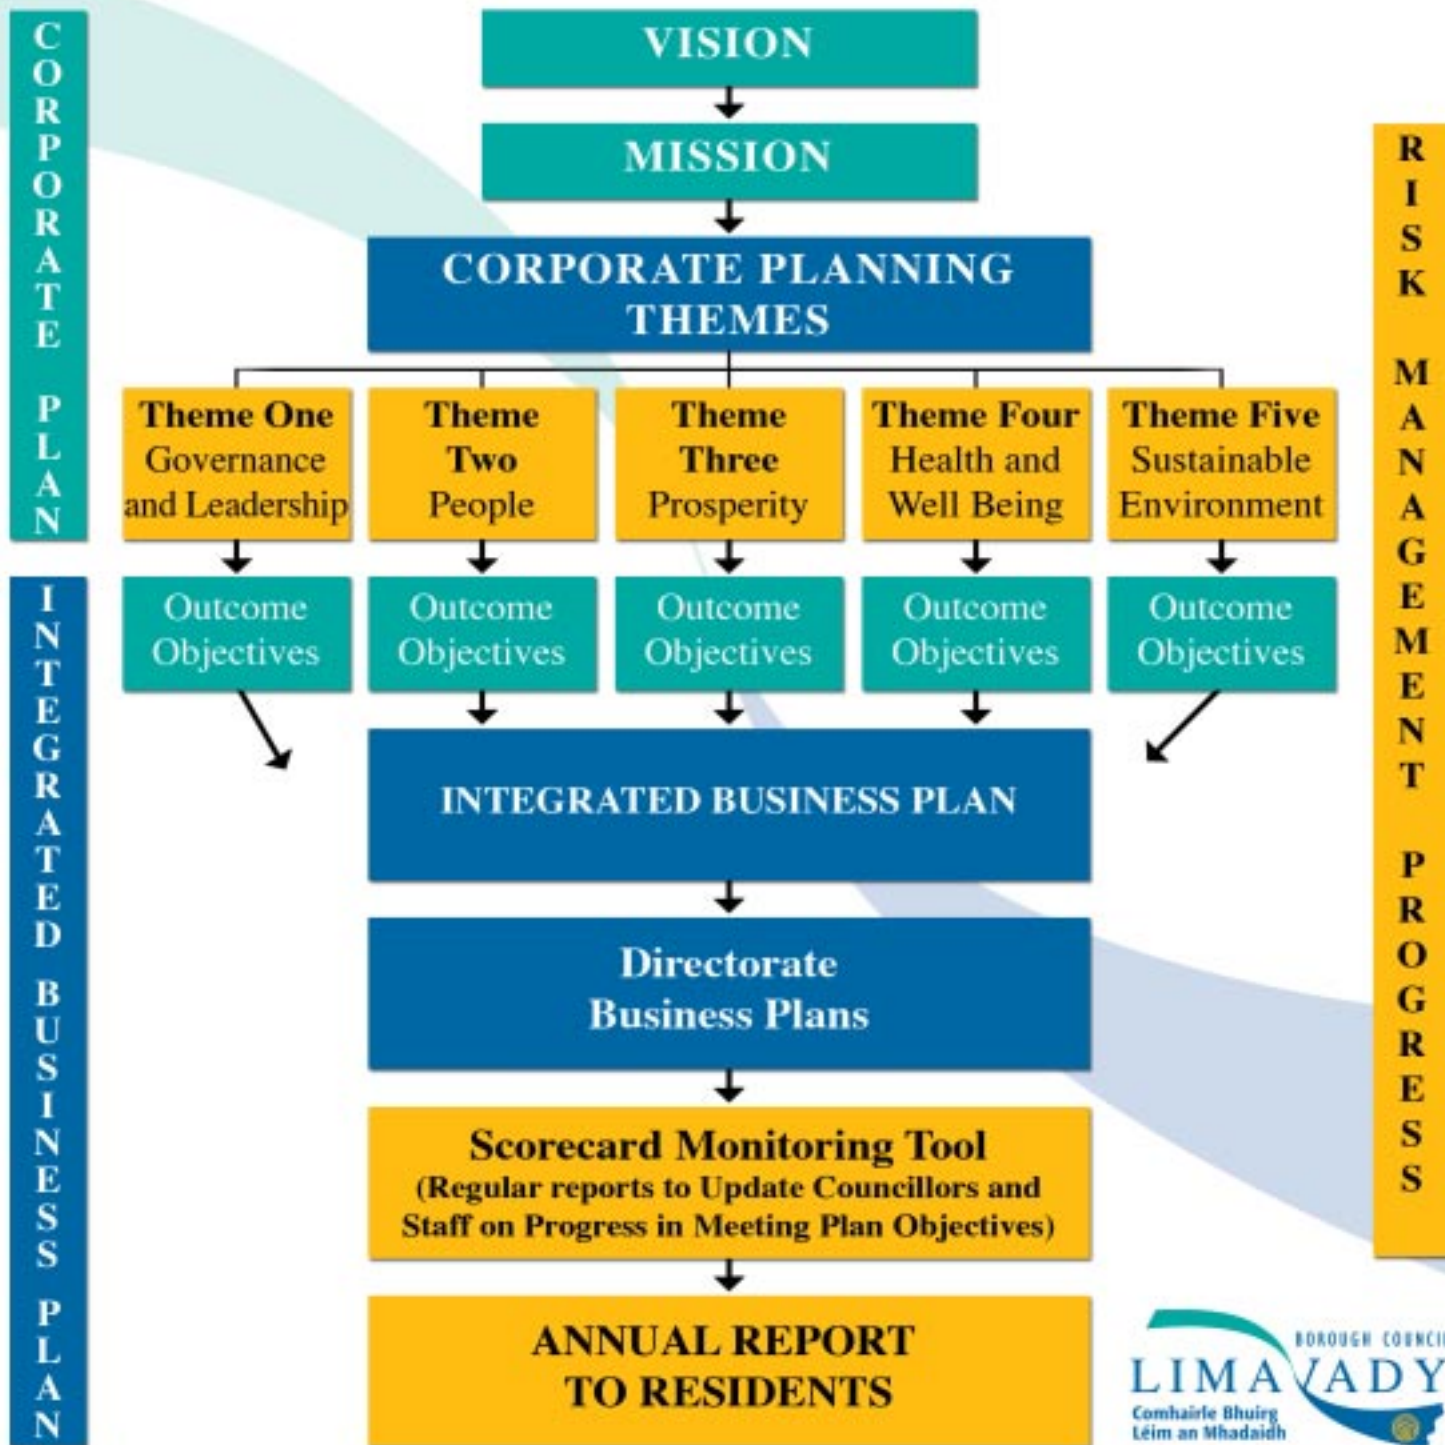 CORPORATE PLAN
VISION
MISSION
CORPORATE PLANNING
THEMES
Theme One
Governance
and Leadership
Theme
Two
People
Theme
Three
Prosperity
Theme Four
Health and
Well Being
Theme Five
Sustainable
Environment
INTEGRATED BUSINESS PLAN
Outcome
Objectives
Outcome
Objectives
Outcome
Objectives
Outcome
Objectives
Outcome
Objectives
INTEGRATED BUSINESS PLAN
Directorate
Business Plans
Scorecard Monitoring Tool
(Regular reports to Update Councillors and
Staff on Progress in Meeting Plan Objectives)
ANNUAL REPORT
TO RESIDENTS
RISK MANAGEMENT PROGRESS
BOROUGH COUNCI
LIMAVADY
Comhairle Bhuirg
Léim an Mhadaidh